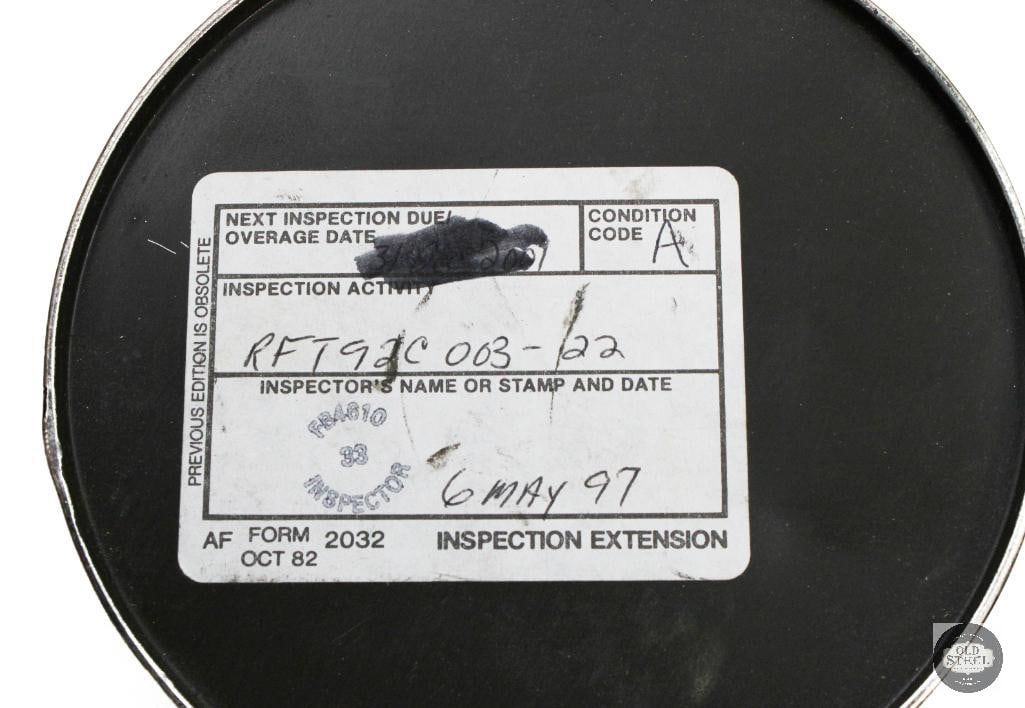 NEXT INSPECTION DUE/
OVERAGE DATE
CONDITION
CODE A
INSPECTION ACTIVITY
RFT92C 003-122
INSPECTOR'S NAME OR STAMP AND DATE
FB4610
33
INSPECTOR
6 MAY 97
PREVIOUS EDITION IS OBSOLETE
AF FORM 2032
OCT 82
INSPECTION EXTENSION
OLD
STEEL